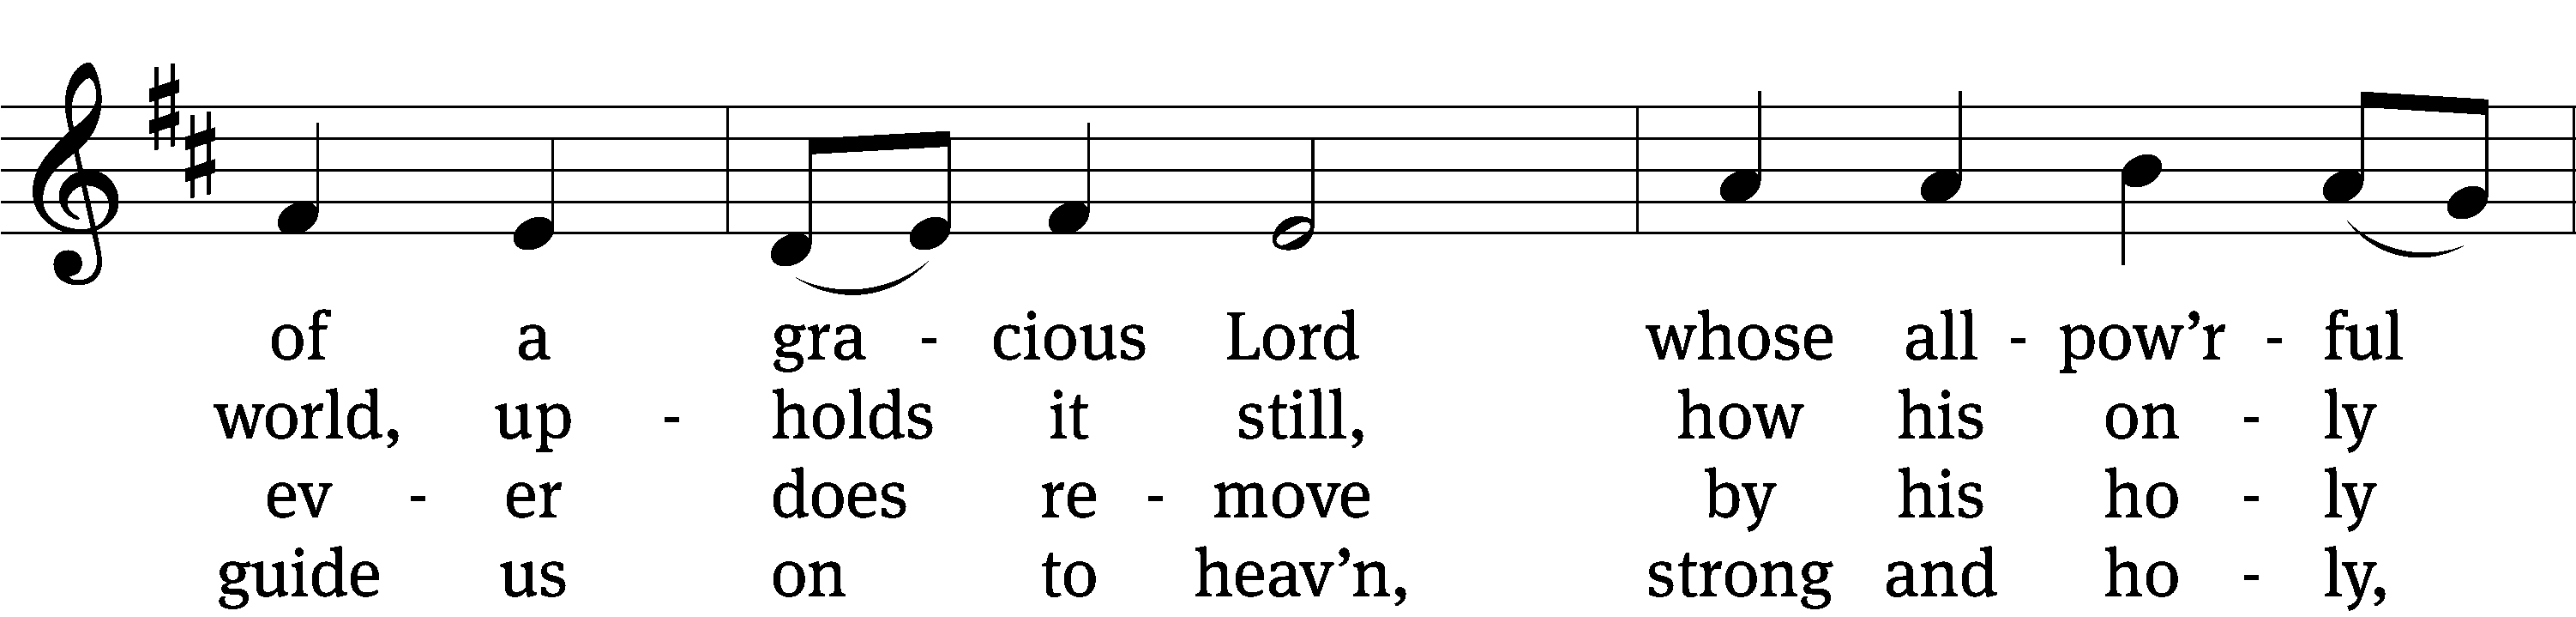 of a gra - cious Lord whose all - pow’r - ful
world, up - holds it still, how his on - ly
ev - er does re - move by his ho - ly
guide us on to heav’n, strong and ho - ly,